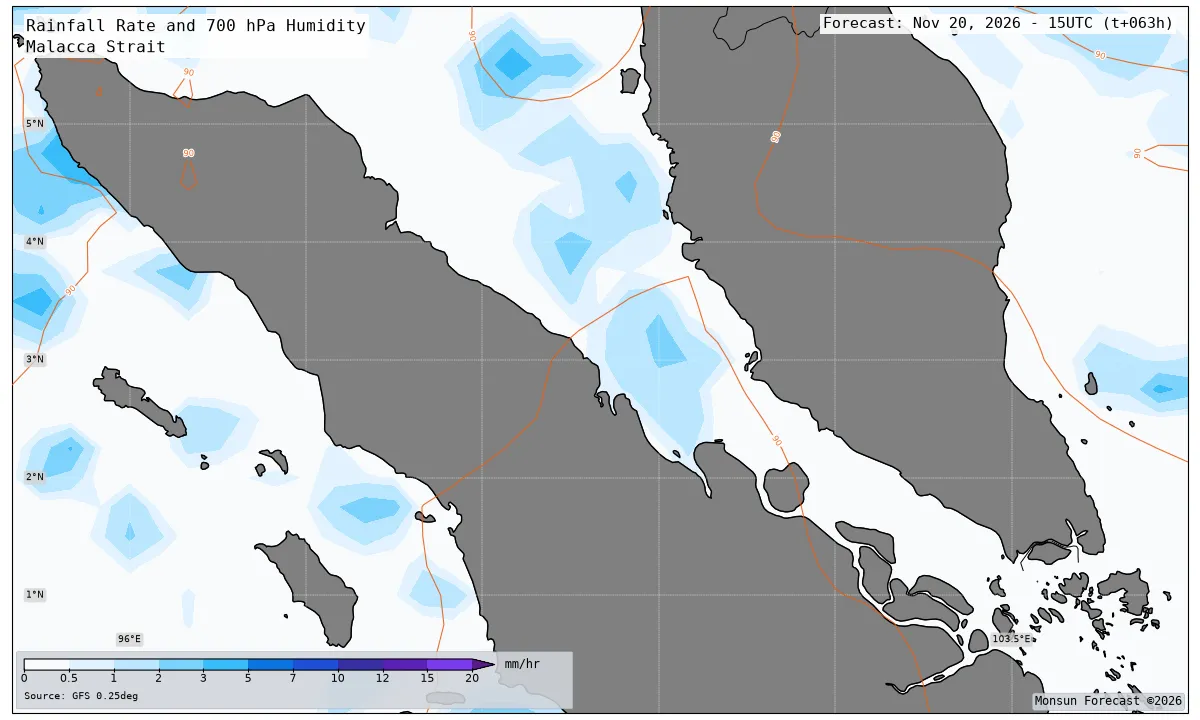 Rainfall Rate and 700 hPa Humidity
Malacca Strait
Forecast: Nov 20, 2026 - 15UTC (t+063h)
90
90
90
90
90
90
90
90
5°N
4°N
3°N
2°N
1°N
96°E
103.5°E
mm/hr
0 0.5 1 2 3 5 7 10 12 15 20
Source: GFS 0.25deg
Monsun Forecast ©2026